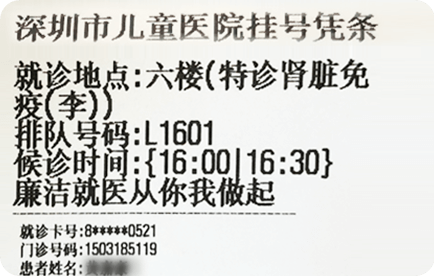 深圳市儿童医院挂号凭条
就诊地点:六楼(特诊肾脏免
疫(李))
排队号码:L1601
候诊时间:{16:00|16:30}
廉洁就医从你我做起
就诊卡号:8*****0521
门诊号码:1503185119
患者姓名: